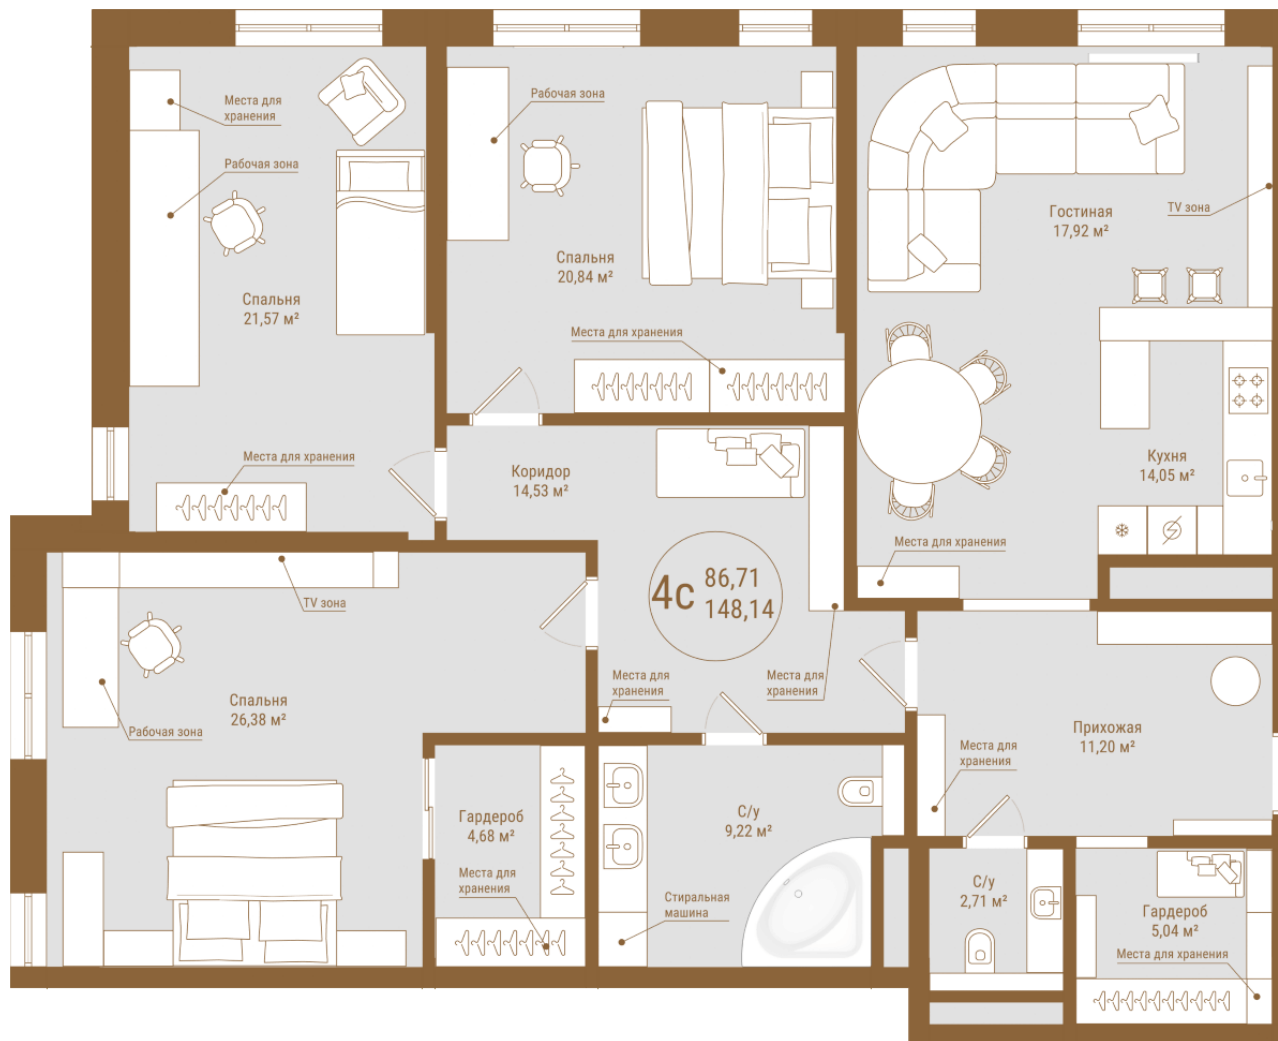 Места для
хранения
Рабочая зона
Спальня
21,57 м²
Места для хранения
Рабочая зона
Спальня
20,84 м²
Места для хранения
Гостиная
17,92 м²
TV зона
Кухня
14,05 м²
Места для хранения
Коридор
14,53 м²
4с
86,71
148,14
Места для
хранения
Места для
хранения
TV зона
Спальня
26,38 м²
Рабочая зона
Гардероб
4,68 м²
Места для
хранения
С/у
9,22 м²
Стиральная
машина
Прихожая
11,20 м²
Места для
хранения
С/у
2,71 м²
Гардероб
5,04 м²
Места для хранения